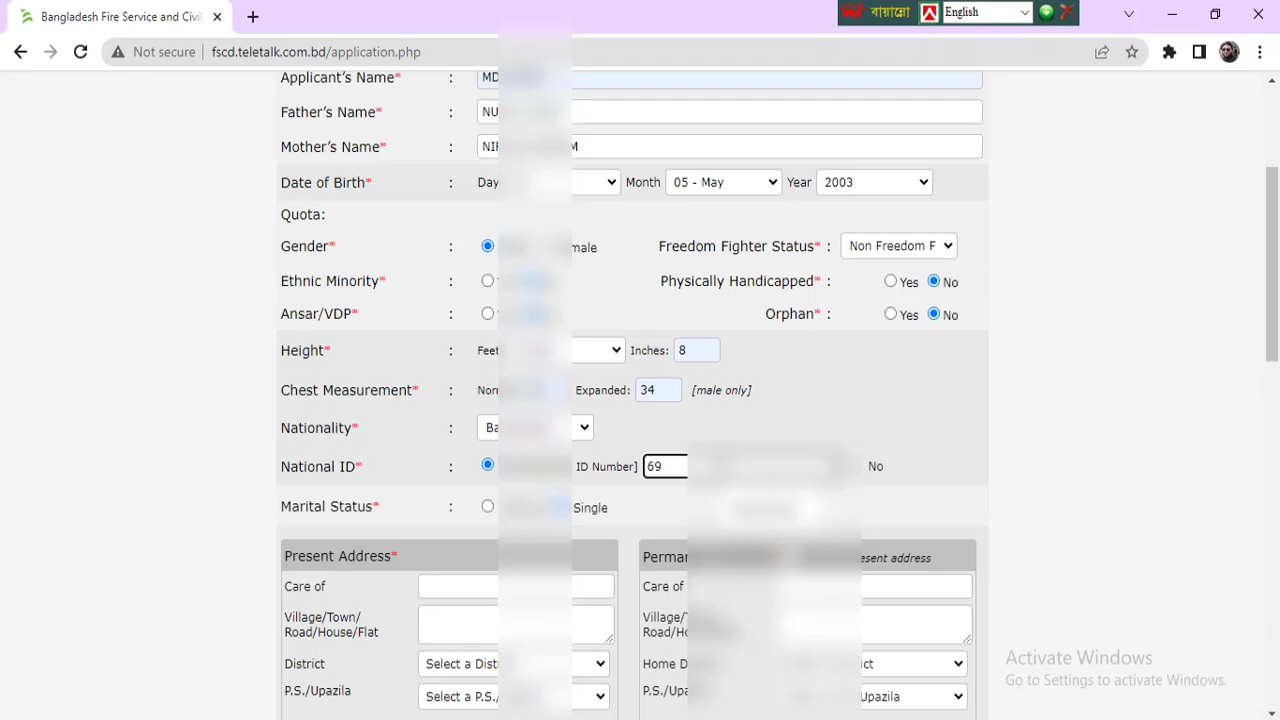 Bangladesh Fire Service and Civi
বায়ান্নো English
Not secure fscd.teletalk.com.bd/application.php
Applicant's Name* : MD
Father's Name* : NU
Mother's Name* : NI M
Date of Birth* : Day Month 05 - May Year 2003
Quota:
Gender* : male Freedom Fighter Status* : Non Freedom F
Ethnic Minority* : Physically Handicapped* : Yes No
Ansar/VDP* : Orphan* : Yes No
Height* : Feet Inches: 8
Chest Measurement* : Expanded: 34 [male only]
Nationality* : Ba
National ID* : ID Number] 69 No
Marital Status* : Single
Present Address* Perma esent address
Care of Care of
Village/Town/
Road/House/Flat
Village/
Road/H
District Select a Dist Home D ct
P.S./Upazila Select a P.S./ P.S./Upa Upazila
Activate Windows
Go to Settings to activate Windows.